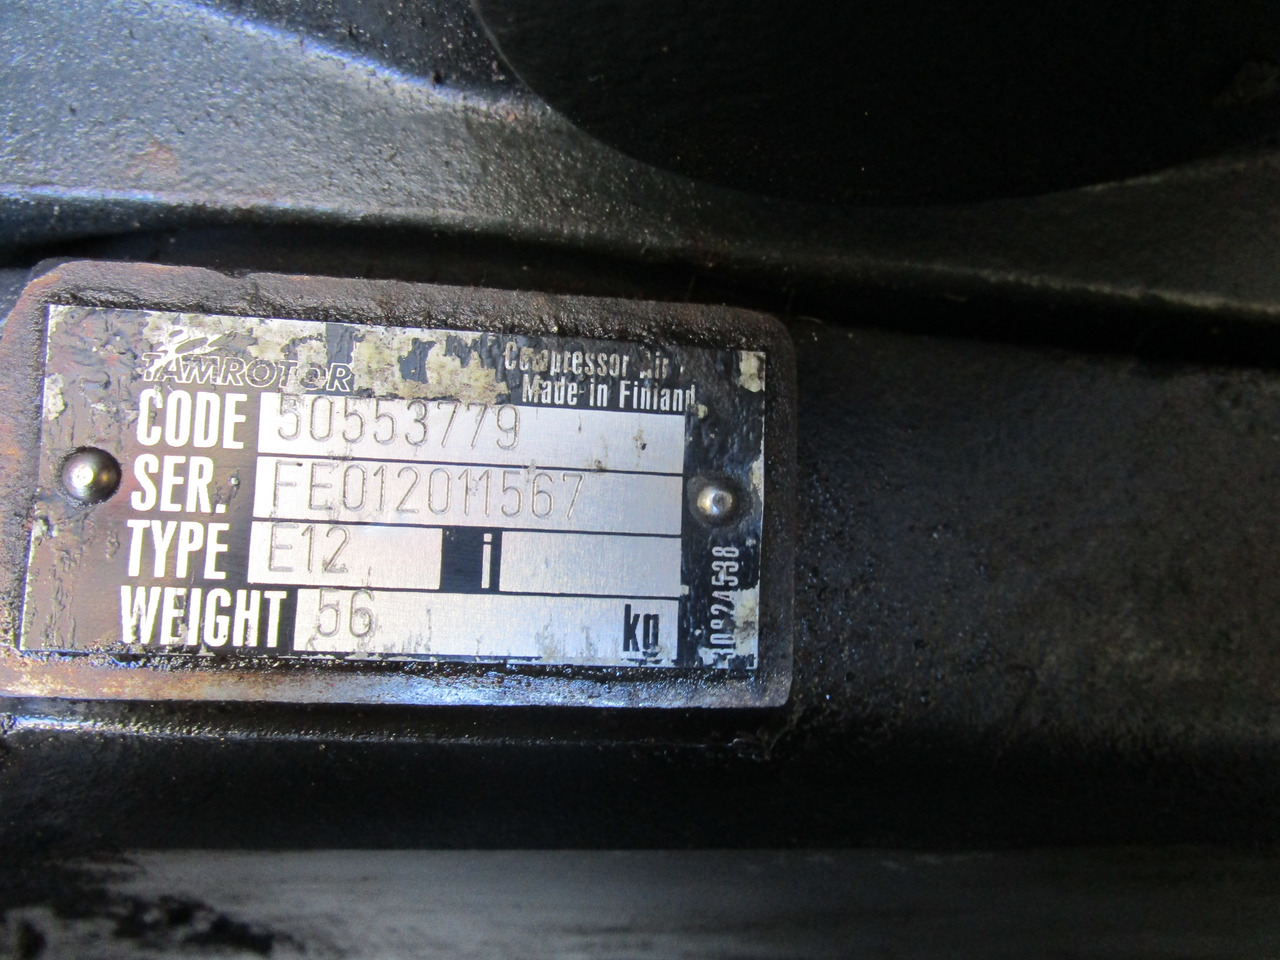 TAMROTOR
Compressor Air
Made in Finland
CODE 50553779
SER. FE012011567
TYPE E12 i
WEIGHT 56 kg